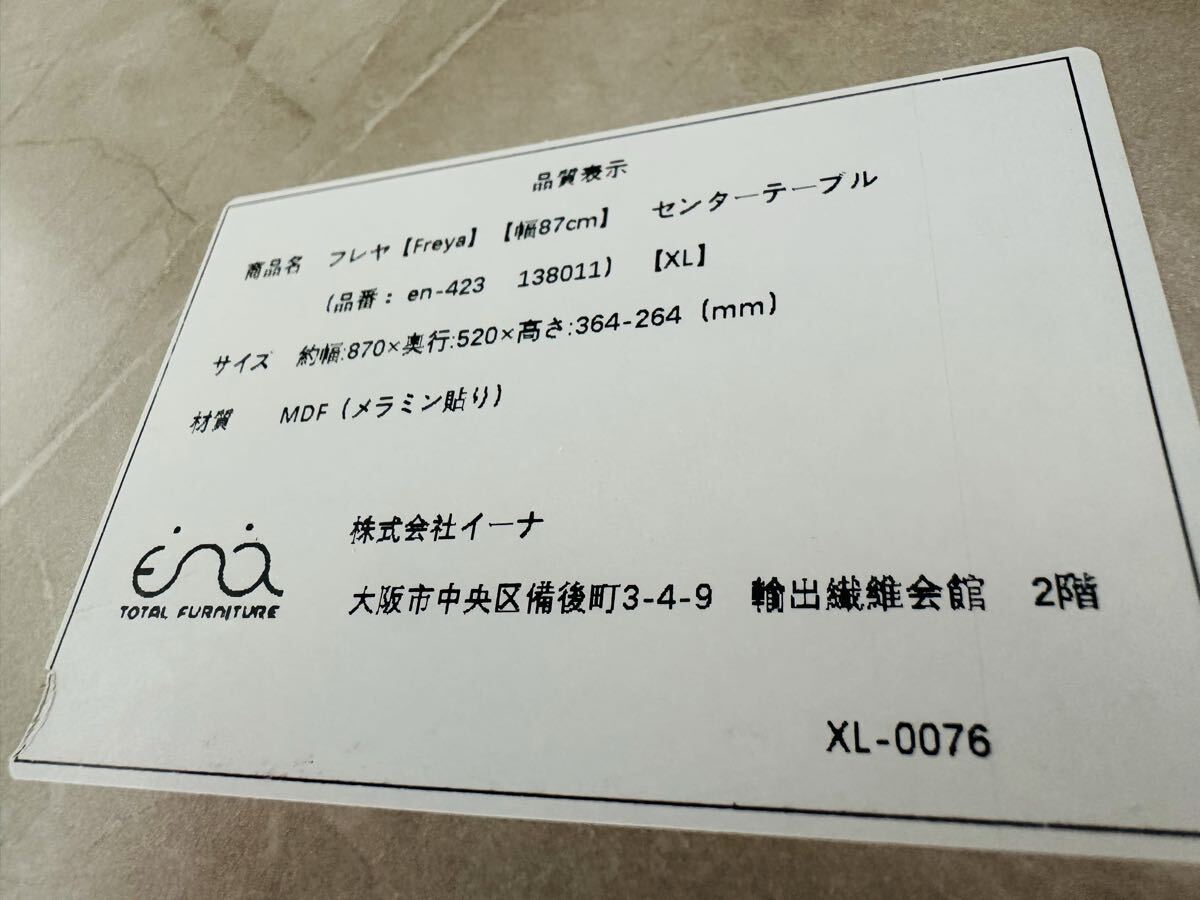 品質表示
商品名 フレヤ【Freya】【幅87cm】 センターテーブル
(品番: en-423 138011) 【XL】
サイズ 約幅:870×奥行:520×高さ:364-264 (mm)
材質 MDF (メラミン貼り)
株式会社イーナ
ena
TOTAL FURNITURE
大阪市中央区備後町3-4-9 輸出繊維会館 2階
XL-0076